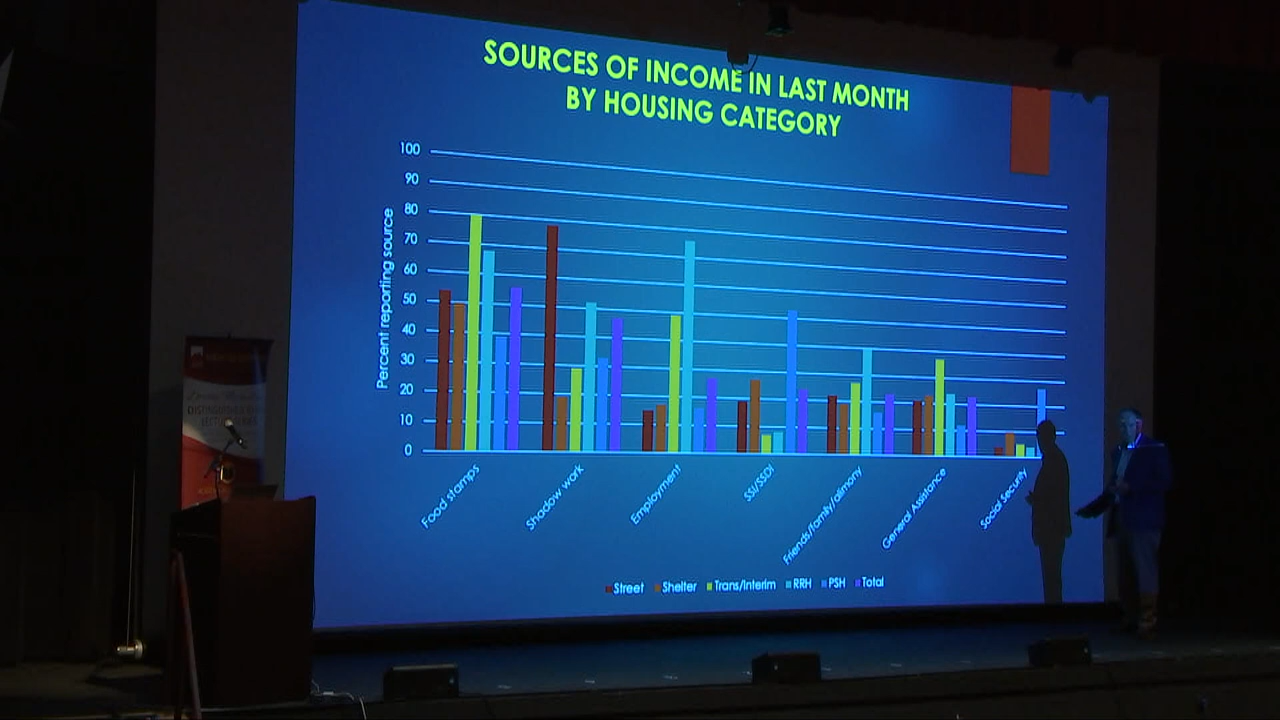 SOURCES OF INCOME IN LAST MONTH
BY HOUSING CATEGORY
100
90
80
70
60
50
40
30
20
10
0
Percent reporting source
Food stamps
Shadow work
Employment
SSI/SSDI
Friends/family/alimony
General Assistance
Social Security
Street
Shelter
Trans/Interim
RRH
PSH
Total